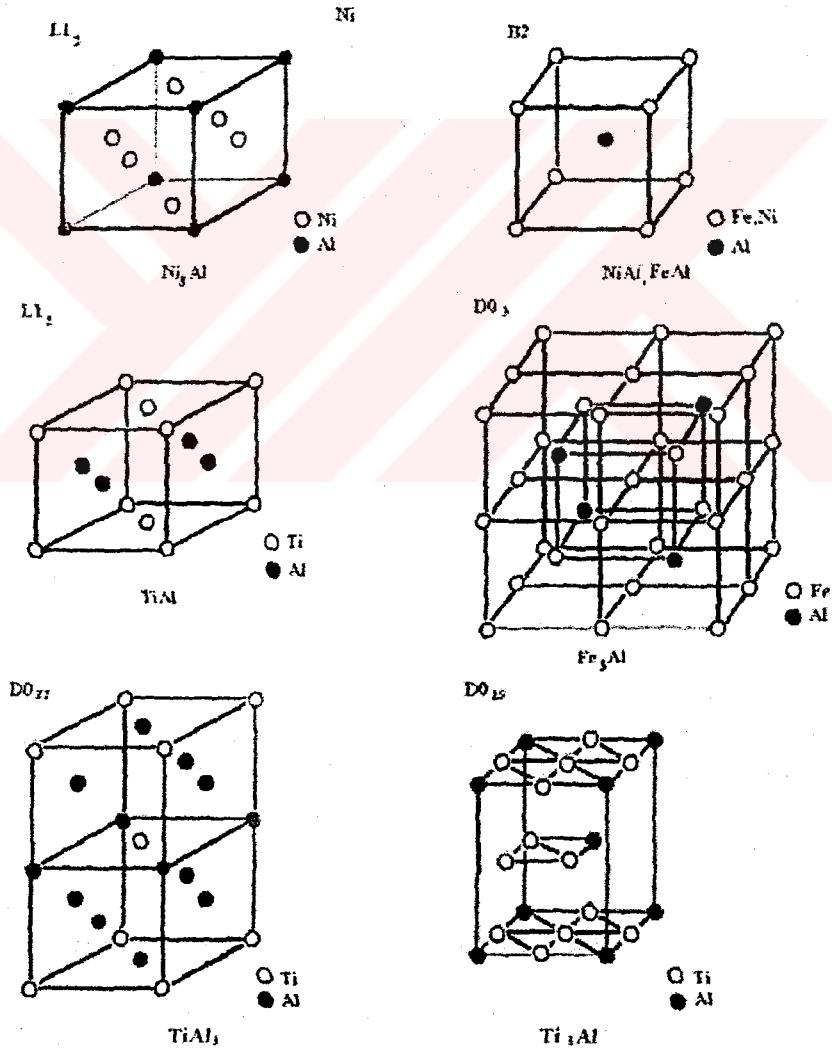 Ni
L1₂
B2
Ni
Al
Ni₃Al
Fe,Ni
Al
NiAl, FeAl
L1₂
D0₃
Ti
Al
TiAl
Fe
Al
Fe₃Al
D0₂₂
D0₁₉
Ti
Al
TiAl₃
Ti
Al
Ti₃Al